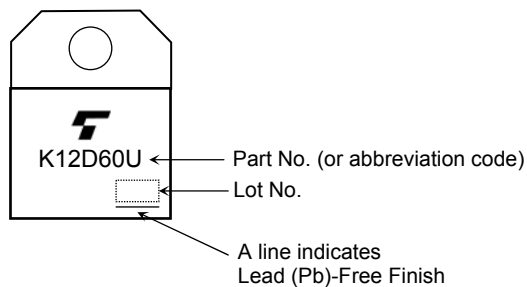 K12D60U
Part No. (or abbreviation code)
Lot No.
A line indicates
Lead (Pb)-Free Finish